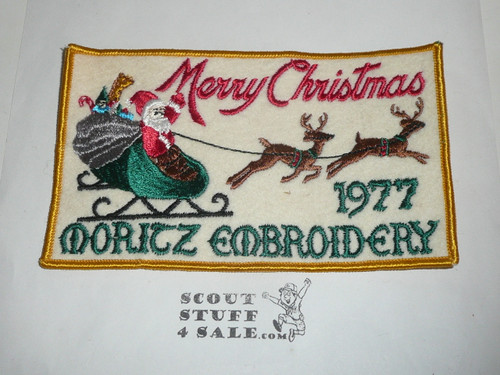 Merry Christmas
1977
MORITZ EMBROIDERY
SCOUT
STUFF
4 SALE.COM